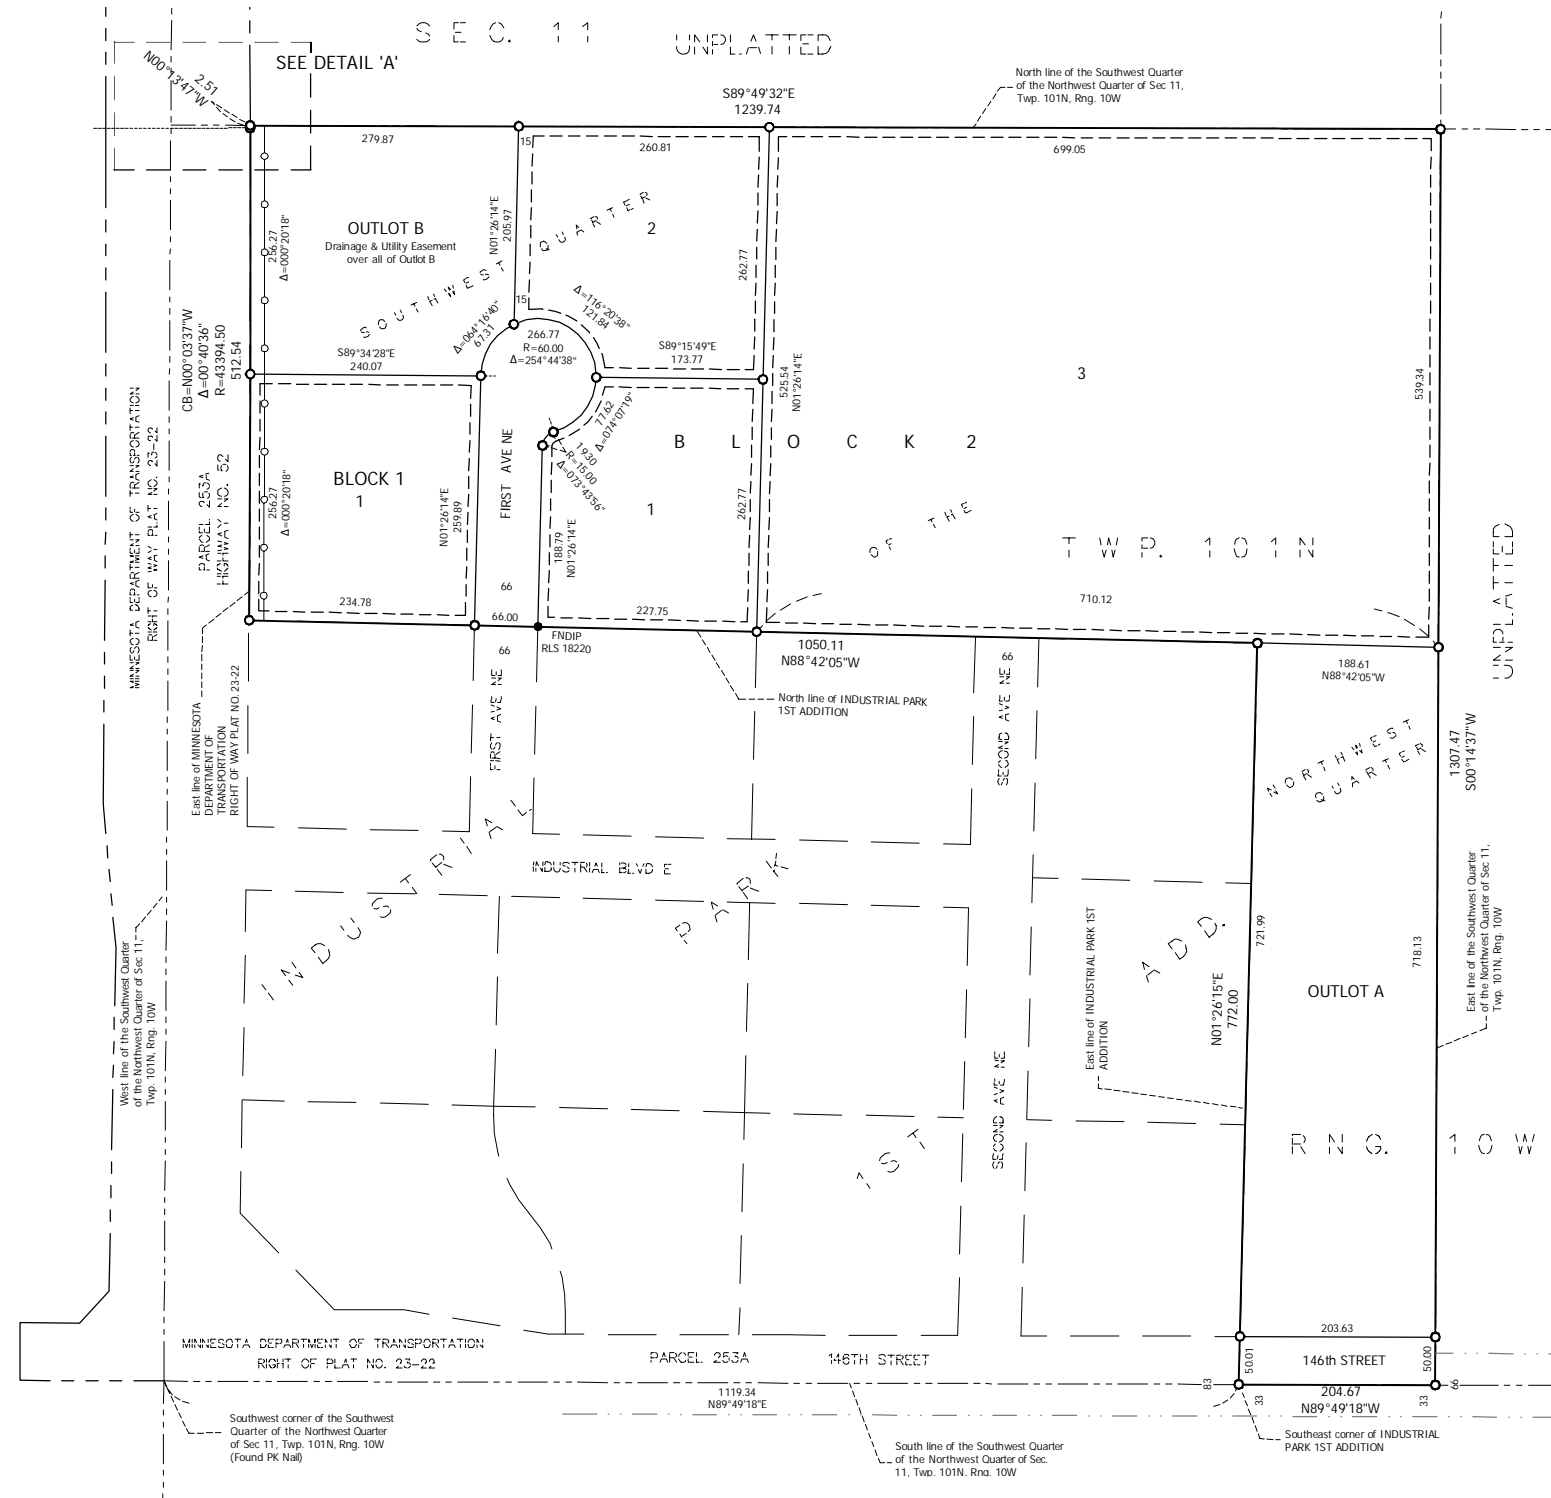 SEC. 11
UNPLATTED
SEE DETAIL 'A'
2.51
N00°13'47"W
S89°49'32"E
1239.74
North line of the Southwest Quarter
of the Northwest Quarter of Sec 11,
Twp. 101N, Rng. 10W
279.87
15
260.81
699.05
OUTLOT B
Drainage & Utility Easement
over all of Outlot B
256.27
Δ=000°20'18"
N01°26'14"E
205.97
SOUTHWEST QUARTER
2
262.77
15
Δ=116°20'38"
121.84
Δ=064°16'40"
67.31
266.77
R=60.00
Δ=254°44'38"
CB=N00°03'37"W
Δ=00°40'36"
R=43394.50
512.54
S89°34'28"E
240.07
S89°15'49"E
173.77
525.54
N01°26'14"E
3
539.34
77.62
Δ=074°07'19"
19.30
R=15.00
Δ=073°43'56"
BLOCK 2
MINNESOTA DEPARTMENT OF TRANSPORTATION
RIGHT OF WAY PLAT NO. 23-22
PARCEL 253A
HIGHWAY NO. 52
256.27
Δ=000°20'18"
BLOCK 1
1
N01°26'14"E
259.89
FIRST AVE NE
188.79
N01°26'14"E
1
262.77
OF THE
TWP. 101N
UNPLATTED
66
234.78
66.00
227.75
710.12
FNDIP
RLS 18220
66
1050.11
N88°42'05"W
66
188.61
N88°42'05"W
North line of INDUSTRIAL PARK
1ST ADDITION
East line of MINNESOTA
DEPARTMENT OF
TRANSPORTATION
RIGHT OF WAY PLAT NO. 23-22
FIRST AVE NE
SECOND AVE NE
NORTHWEST
QUARTER
1307.47
S00°14'37"W
INDUSTRIAL BLVD E
INDUSTRIAL PARK
1ST ADD.
West line of the Southwest Quarter
of the Northwest Quarter of Sec 11,
Twp. 101N, Rng. 10W
East line of INDUSTRIAL PARK 1ST
ADDITION
721.99
N01°26'15"E
772.00
718.13
OUTLOT A
East line of the Southwest Quarter
of the Northwest Quarter of Sec 11,
Twp. 101N, Rng. 10W
SECOND AVE NE
RNG. 10W
MINNESOTA DEPARTMENT OF TRANSPORTATION
RIGHT OF PLAT NO. 23-22
PARCEL 253A
146TH STREET
203.63
50.01
146th STREET
50.00
83
66
1119.34
N89°49'18"E
33
204.67
N89°49'18"W
33
Southwest corner of the Southwest
Quarter of the Northwest Quarter
of Sec 11, Twp. 101N, Rng. 10W
(Found PK Nail)
South line of the Southwest Quarter
of the Northwest Quarter of Sec.
11, Twp. 101N, Rng. 10W
Southeast corner of INDUSTRIAL
PARK 1ST ADDITION